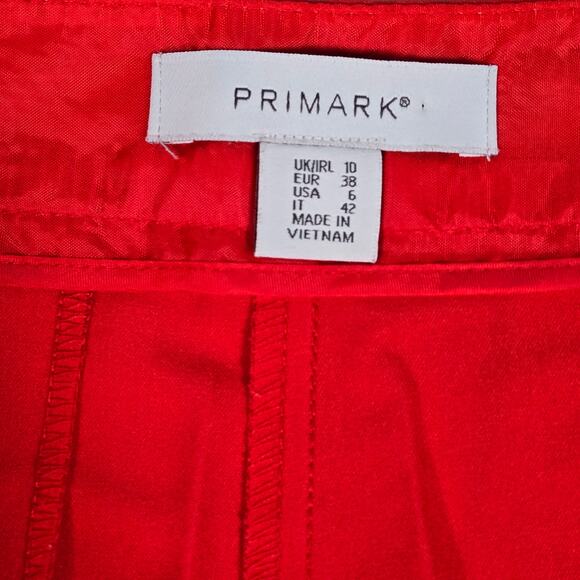 PRIMARK®
UK/IRL 10
EUR 38
USA 6
IT 42
MADE IN
VIETNAM